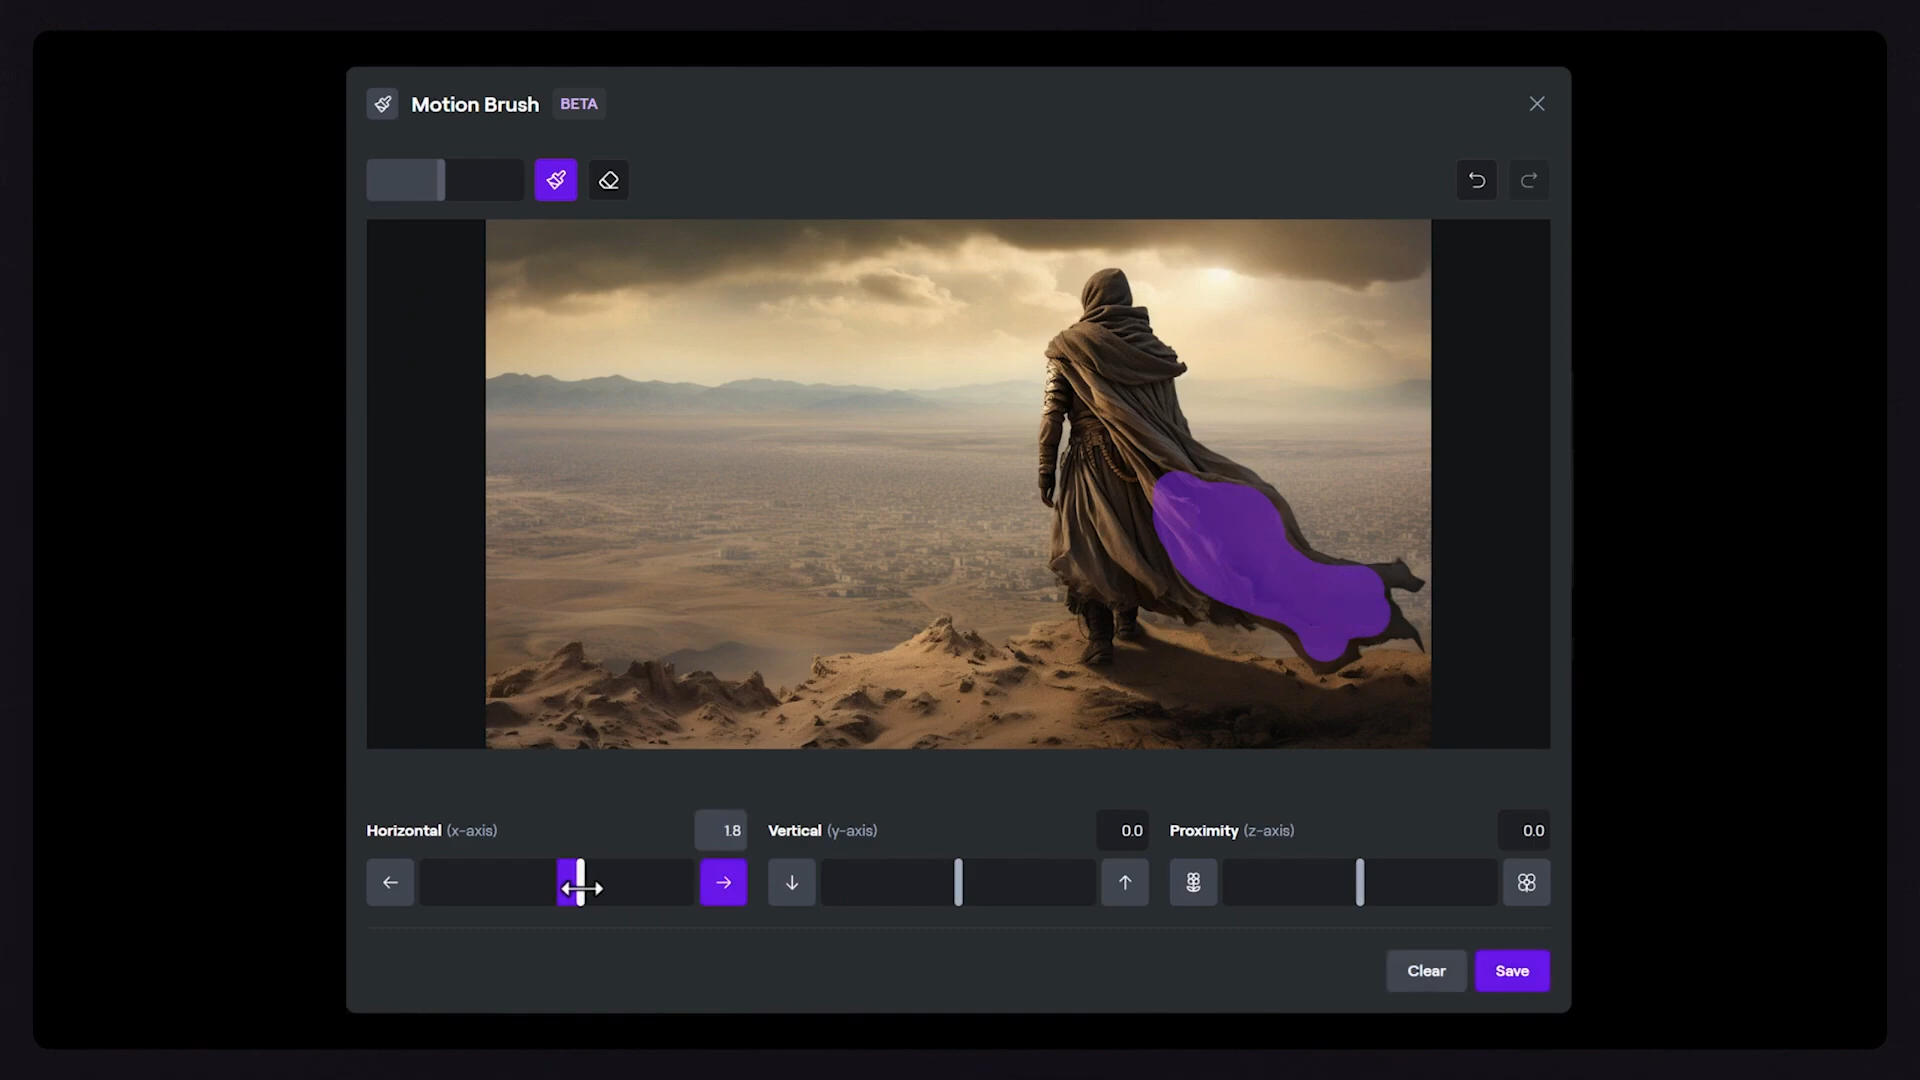 Motion Brush BETA
Horizontal (x-axis) 1.8 Vertical (y-axis) 0.0 Proximity (z-axis) 0.0
Clear Save